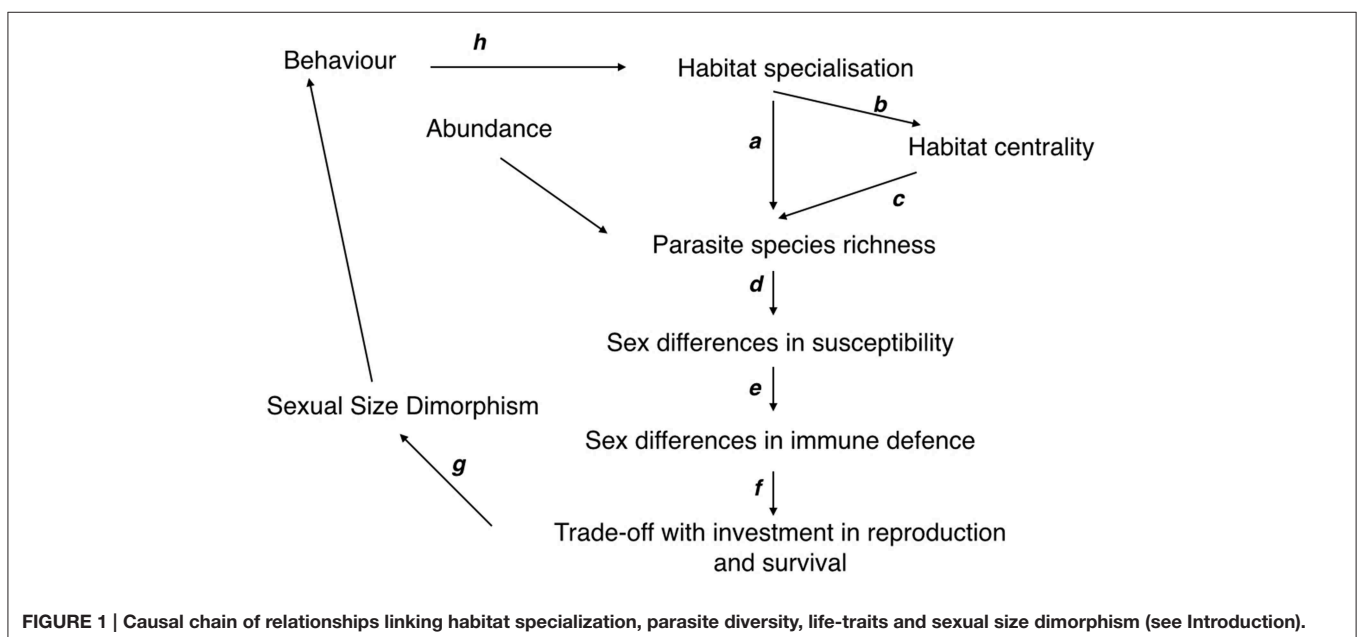 h
Behaviour
Habitat specialisation
b
Abundance
a
Habitat centrality
c
Parasite species richness
d
Sex differences in susceptibility
e
Sexual Size Dimorphism
Sex differences in immune defence
g
f
Trade-off with investment in reproduction
and survival
FIGURE 1 | Causal chain of relationships linking habitat specialization, parasite diversity, life-traits and sexual size dimorphism (see Introduction).